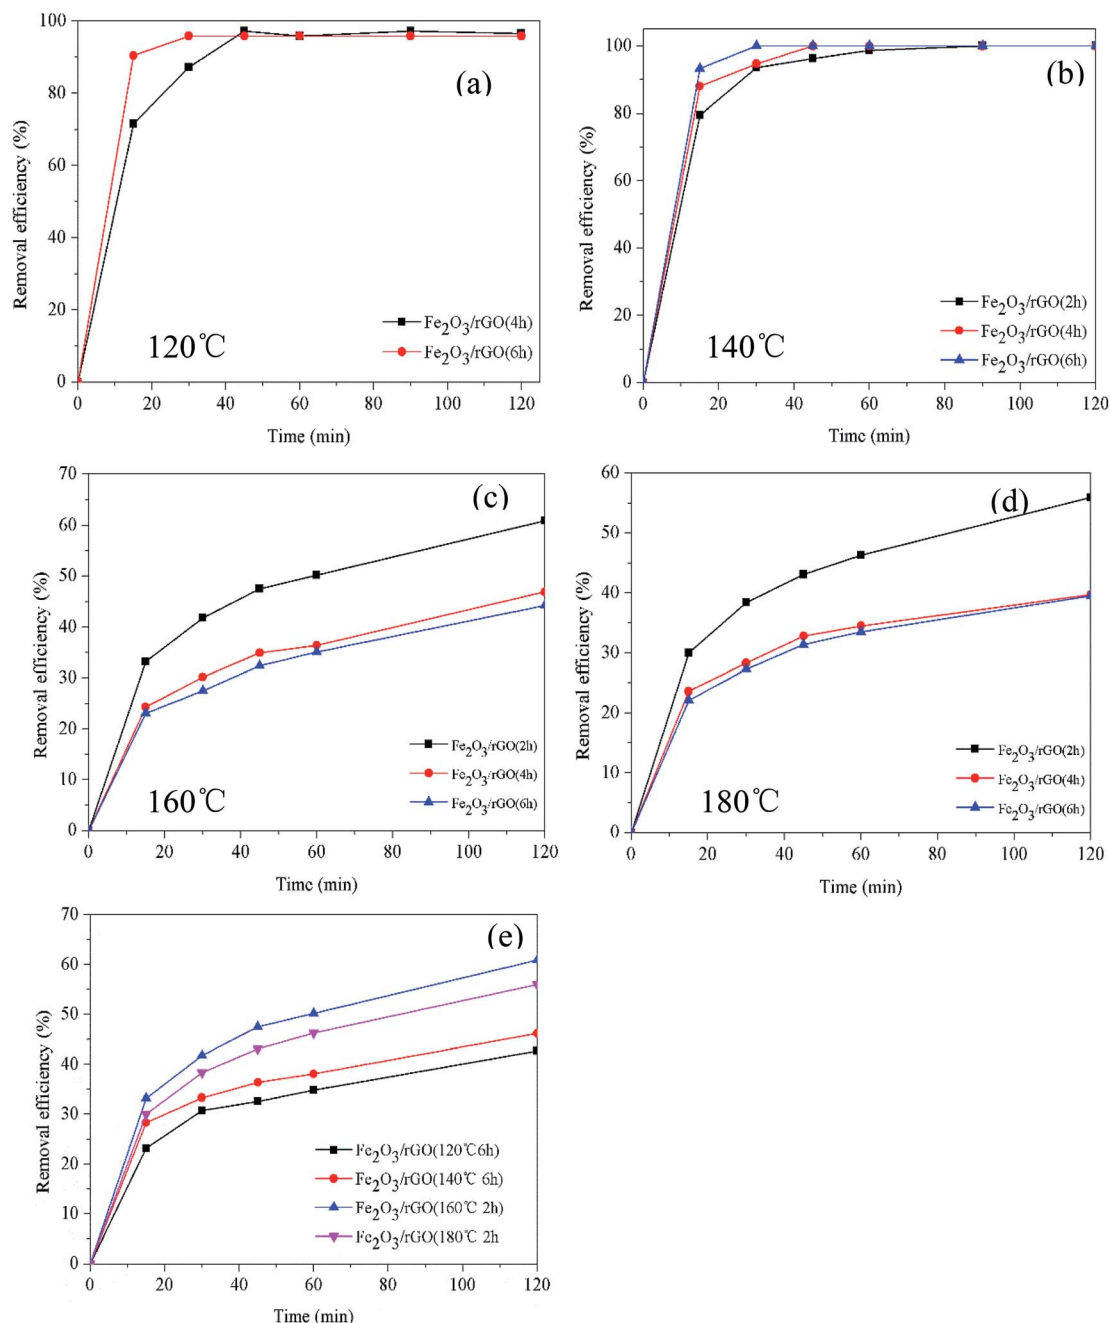 (a)
100
80
60
40
20
0
Removal efficiency (%)
120℃
Fe2O3/rGO(4h)
Fe2O3/rGO(6h)
0 20 40 60 80 100 120
Time (min)
(b)
100
80
60
40
20
0
Removal efficiency (%)
140℃
Fe2O3/rGO(2h)
Fe2O3/rGO(4h)
Fe2O3/rGO(6h)
0 20 40 60 80 100 120
Time (min)
(c)
70
60
50
40
30
20
10
0
Removal efficiency (%)
160℃
Fe2O3/rGO(2h)
Fe2O3/rGO(4h)
Fe2O3/rGO(6h)
0 20 40 60 80 100 120
Time (min)
(d)
60
50
40
30
20
10
0
Removal efficiency (%)
180℃
Fe2O3/rGO(2h)
Fe2O3/rGO(4h)
Fe2O3/rGO(6h)
0 20 40 60 80 100 120
Time (min)
(e)
70
60
50
40
30
20
10
0
Removal efficiency (%)
Fe2O3/rGO(120℃6h)
Fe2O3/rGO(140℃ 6h)
Fe2O3/rGO(160℃ 2h)
Fe2O3/rGO(180℃ 2h
0 20 40 60 80 100 120
Time (min)